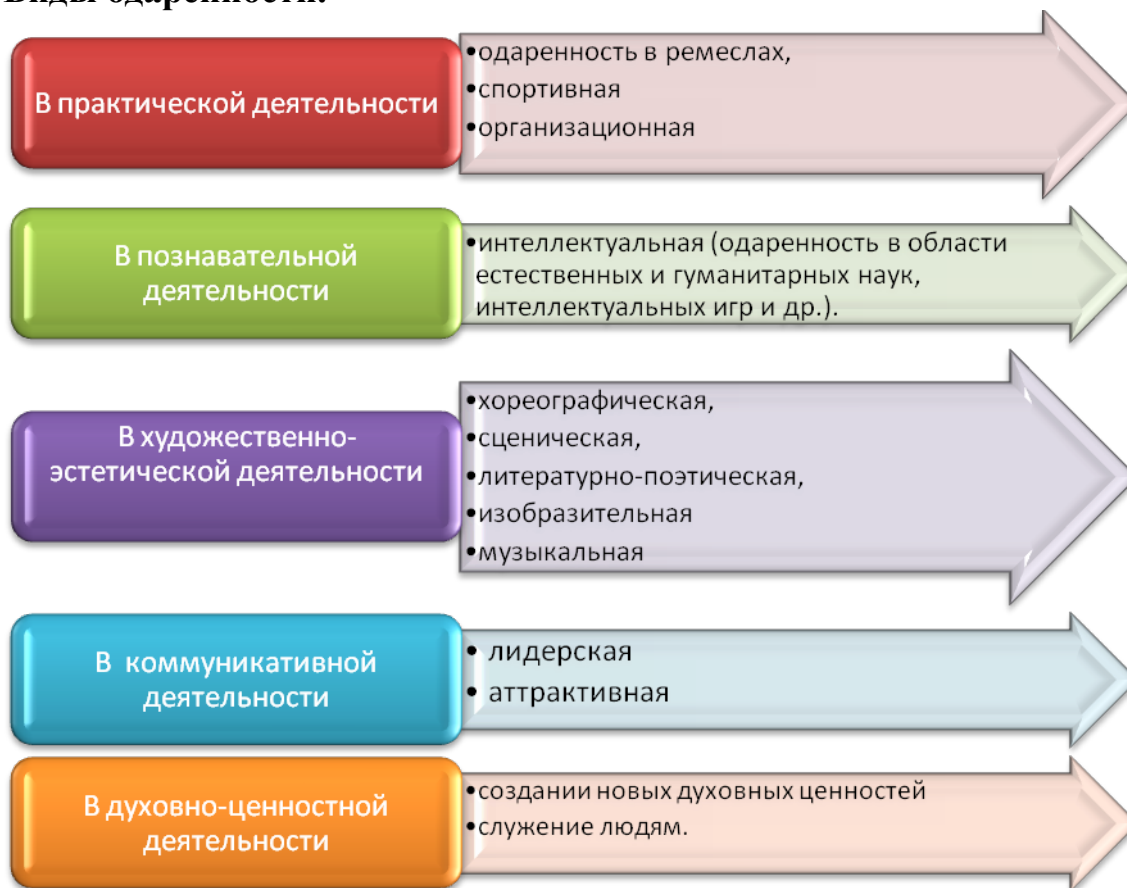 Виды одаренности:
В практической деятельности
•одаренность в ремеслах,
•спортивная
•организационная
В познавательной
деятельности
•интеллектуальная (одаренность в области
естественных и гуманитарных наук,
интеллектуальных игр и др.).
В художественно-
эстетической деятельности
•хореографическая,
•сценическая,
•литературно-поэтическая,
•изобразительная
•музыкальная
В коммуникативной
деятельности
• лидерская
• аттрактивная
В духовно-ценностной
деятельности
•создании новых духовных ценностей
•служение людям.